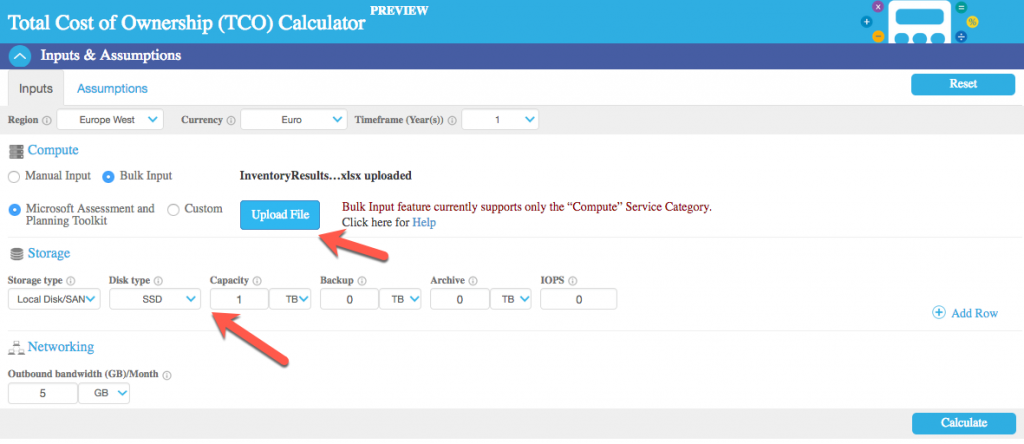 PREVIEW
Total Cost of Ownership (TCO) Calculator
Inputs & Assumptions
Inputs Assumptions Reset
Region Europe West Currency Euro Timeframe (Year(s)) 1
Compute
Manual Input Bulk Input InventoryResults…xlsx uploaded
Microsoft Assessment and
Planning Toolkit
Custom
Upload File
Bulk Input feature currently supports only the “Compute” Service Category.
Click here for Help
Storage
Storage type Disk type Capacity Backup Archive IOPS
Local Disk/SAN SSD 1 TB 0 TB 0 TB 0
Add Row
Networking
Outbound bandwidth (GB)/Month
5 GB
Calculate